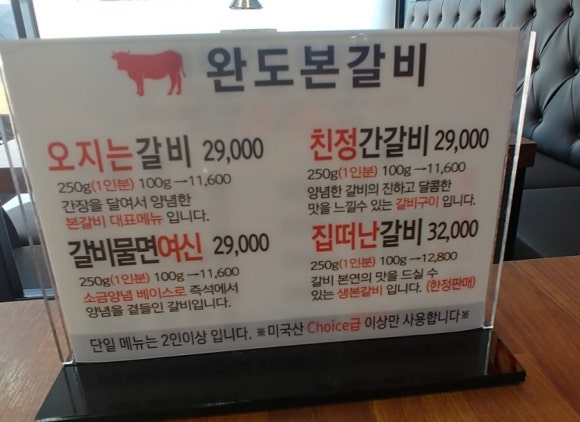 완도본갈비
오지는갈비 29,000
250g(1인분) 100g→11,600
간장을 달여서 양념한
본갈비 대표메뉴 입니다.
친정간갈비 29,000
250g(1인분) 100g→11,600
양념한 갈비의 진하고 달콤한
맛을 느낄수 있는 갈비구이 입니다.
갈비물면여신 29,000
250g(1인분) 100g→11,600
소금양념 베이스로 즉석에서
양념을 곁들인 갈비입니다.
집떠난갈비 32,000
250g(1인분) 100g→12,800
갈비 본연의 맛을 드실 수
있는 생본갈비 입니다. (한정판매)
단일 메뉴는 2인이상 입니다. ※미국산 Choice급 이상만 사용합니다※